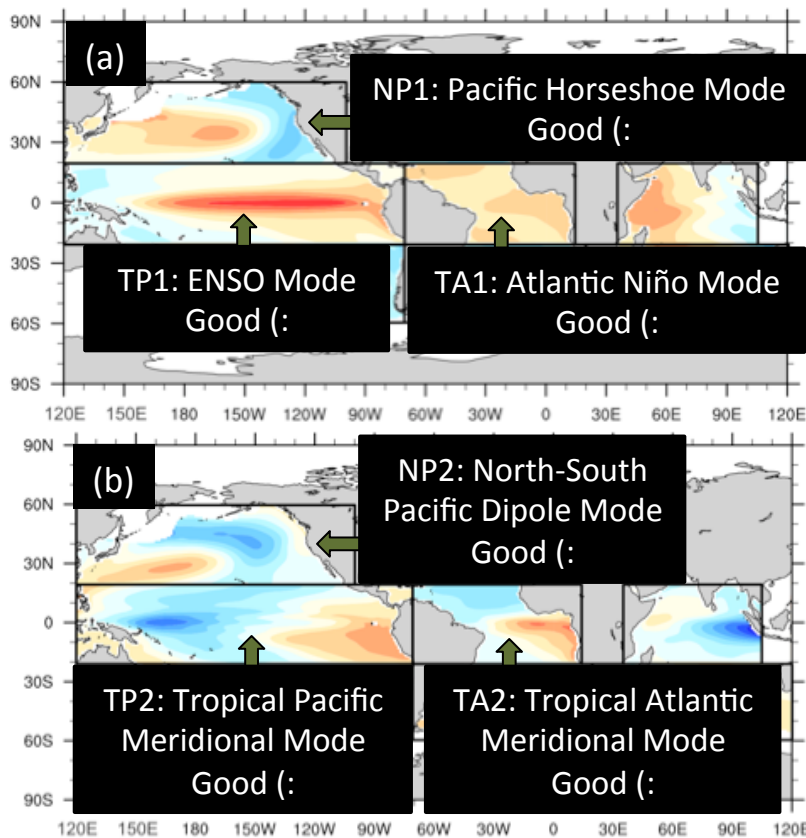 90N
(a)
60N
NP1: Pacific Horseshoe Mode
Good (:
30N
0
TP1: ENSO Mode
Good (:
TA1: Atlantic Niño Mode
Good (:
30S
60S
90S
120E 150E 180 150W 120W 90W 60W 30W 0 30E 60E 90E 120E
90N
(b)
60N
NP2: North-South
Pacific Dipole Mode
Good (:
30N
0
TP2: Tropical Pacific
Meridional Mode
Good (:
TA2: Tropical Atlantic
Meridional Mode
Good (:
30S
60S
90S
120E 150E 180 150W 120W 90W 60W 30W 0 30E 60E 90E 120E